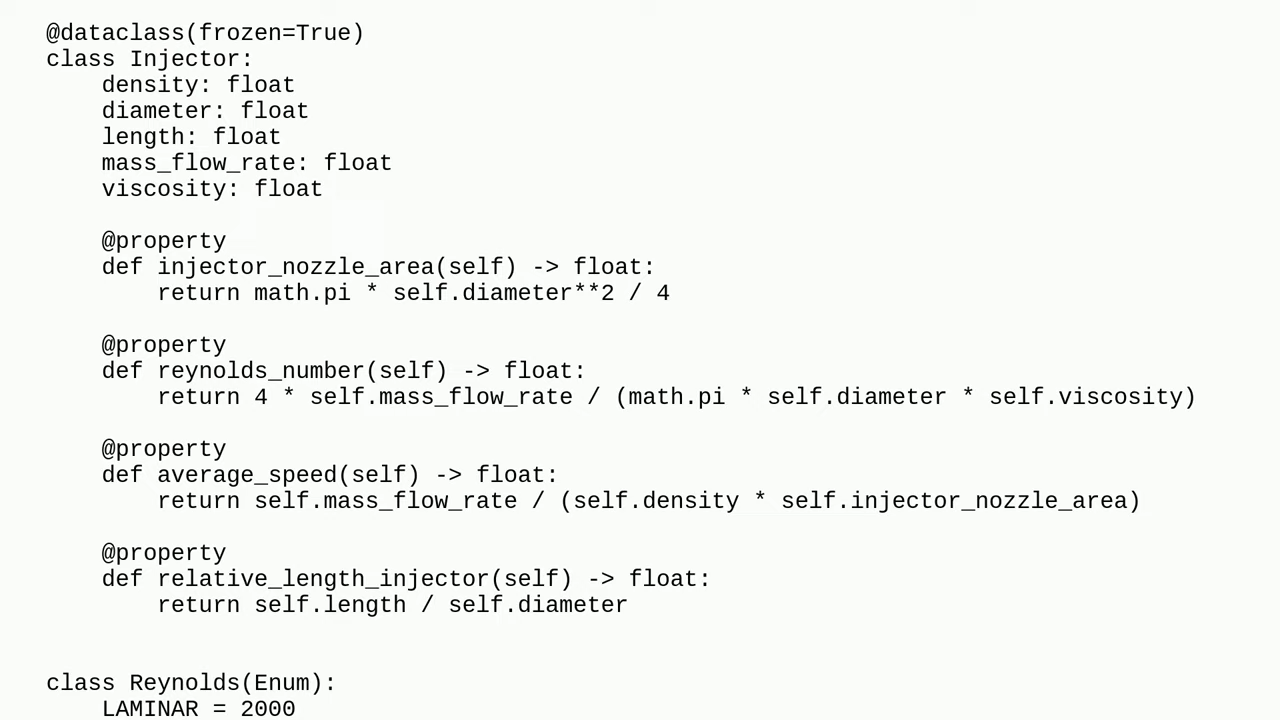 @dataclass(frozen=True)
class Injector:
    density: float
    diameter: float
    length: float
    mass_flow_rate: float
    viscosity: float

    @property
    def injector_nozzle_area(self) -> float:
        return math.pi * self.diameter**2 / 4

    @property
    def reynolds_number(self) -> float:
        return 4 * self.mass_flow_rate / (math.pi * self.diameter * self.viscosity)

    @property
    def average_speed(self) -> float:
        return self.mass_flow_rate / (self.density * self.injector_nozzle_area)

    @property
    def relative_length_injector(self) -> float:
        return self.length / self.diameter


class Reynolds(Enum):
    LAMINAR = 2000